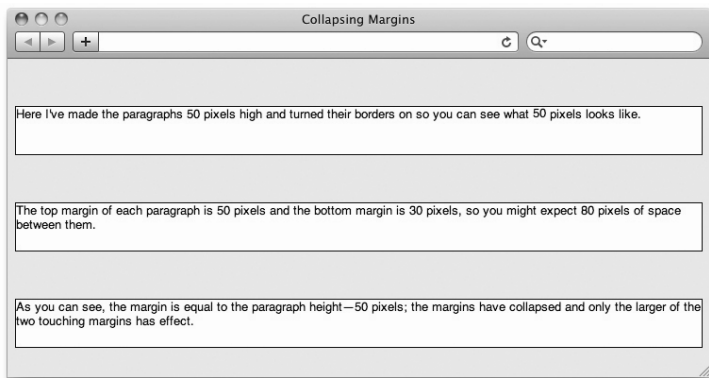 Collapsing Margins
Here I've made the paragraphs 50 pixels high and turned their borders on so you can see what 50 pixels looks like.
The top margin of each paragraph is 50 pixels and the bottom margin is 30 pixels, so you might expect 80 pixels of space
between them.
As you can see, the margin is equal to the paragraph height—50 pixels; the margins have collapsed and only the larger of the
two touching margins has effect.